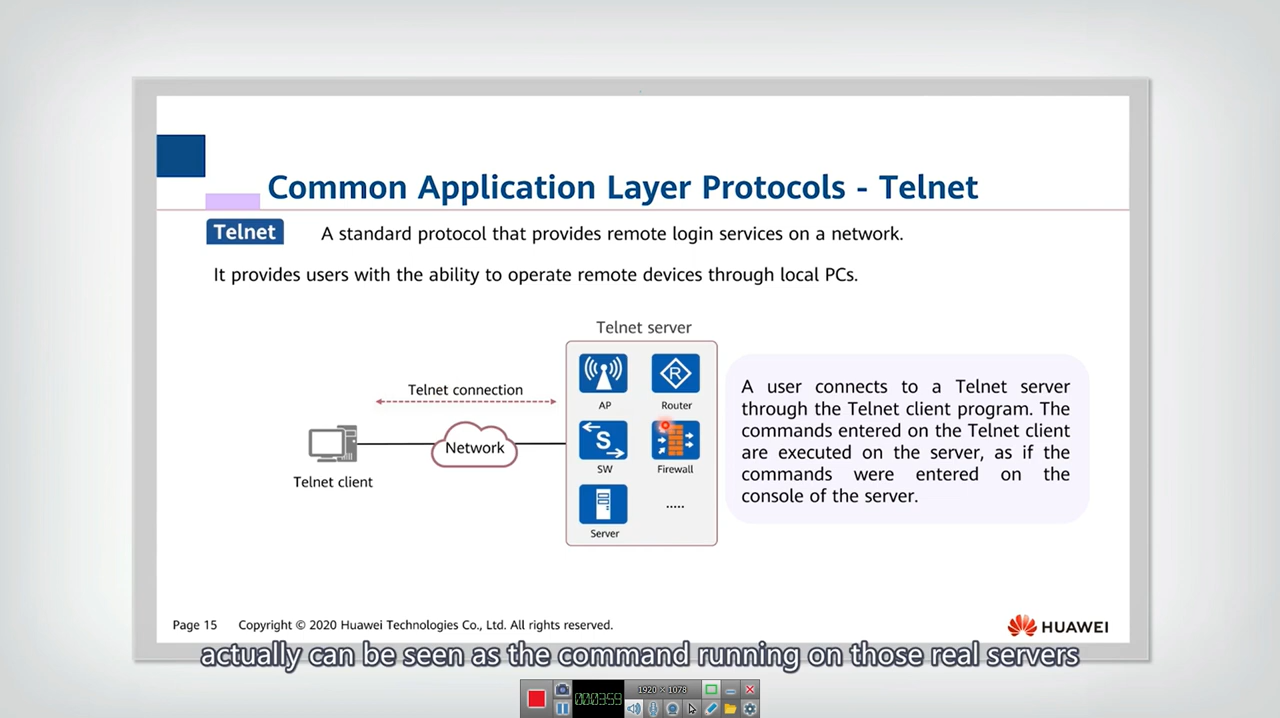 Common Application Layer Protocols - Telnet
Telnet
A standard protocol that provides remote login services on a network.
It provides users with the ability to operate remote devices through local PCs.
Telnet server
Telnet connection
AP
Router
R
Network
S
SW
Firewall
Telnet client
Server
.....
A user connects to a Telnet server
through the Telnet client program. The
commands entered on the Telnet client
are executed on the server, as if the
commands were entered on the
console of the server.
Page 15
Copyright © 2020 Huawei Technologies Co., Ltd. All rights reserved.
HUAWEI
actually can be seen as the command running on those real servers
000359
1920 × 1078